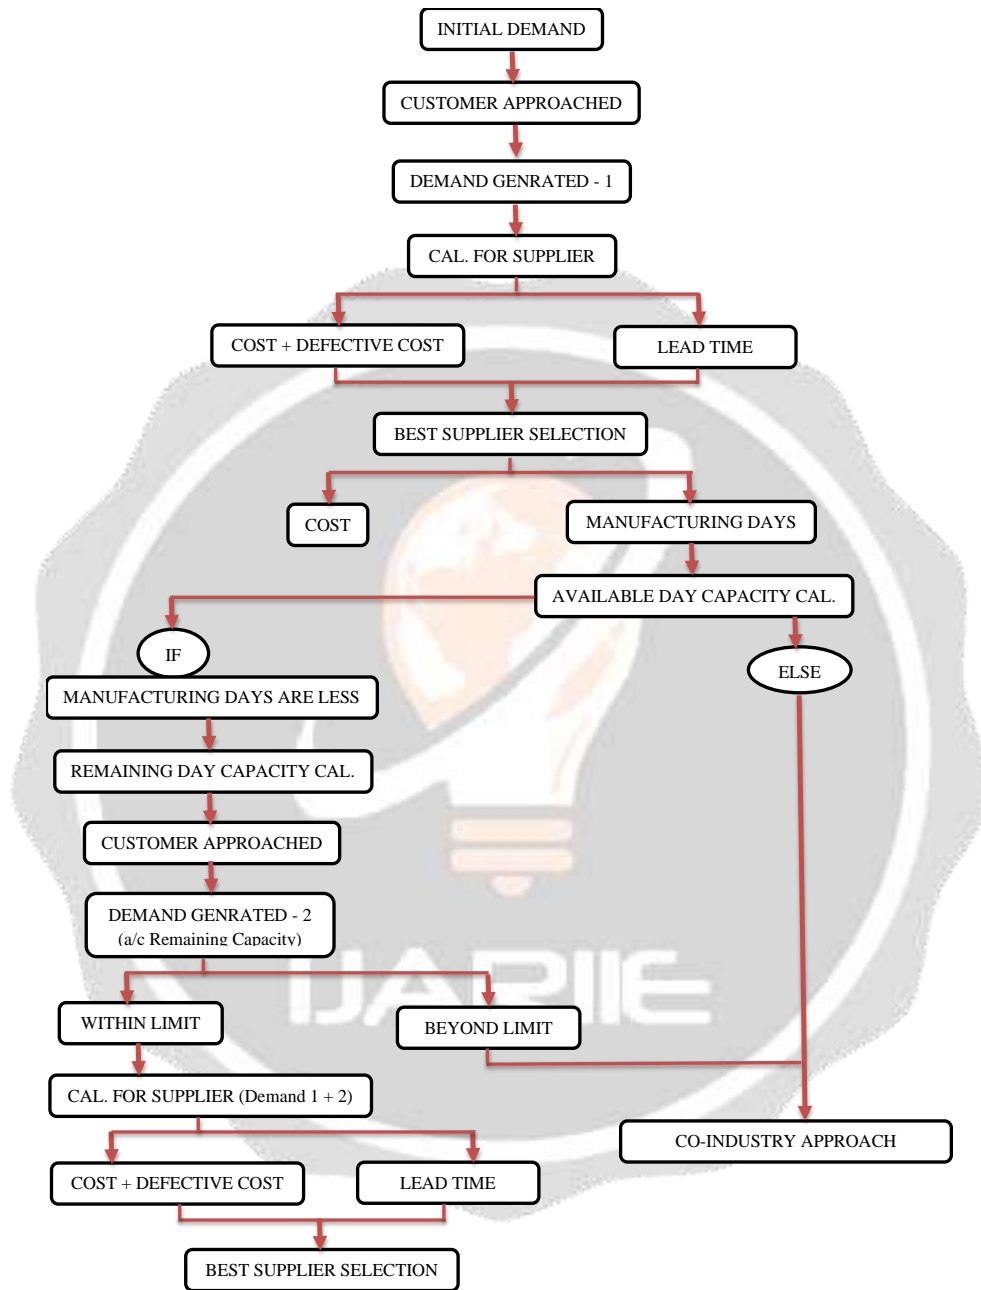 INITIAL DEMAND
CUSTOMER APPROACHED
DEMAND GENRATED - 1
CAL. FOR SUPPLIER
COST + DEFECTIVE COST
LEAD TIME
BEST SUPPLIER SELECTION
COST
MANUFACTURING DAYS
AVAILABLE DAY CAPACITY CAL.
IF
ELSE
MANUFACTURING DAYS ARE LESS
REMAINING DAY CAPACITY CAL.
CUSTOMER APPROACHED
DEMAND GENRATED - 2
(a/c Remaining Capacity)
IJARIIE
WITHIN LIMIT
BEYOND LIMIT
CAL. FOR SUPPLIER (Demand 1 + 2)
CO-INDUSTRY APPROACH
COST + DEFECTIVE COST
LEAD TIME
BEST SUPPLIER SELECTION